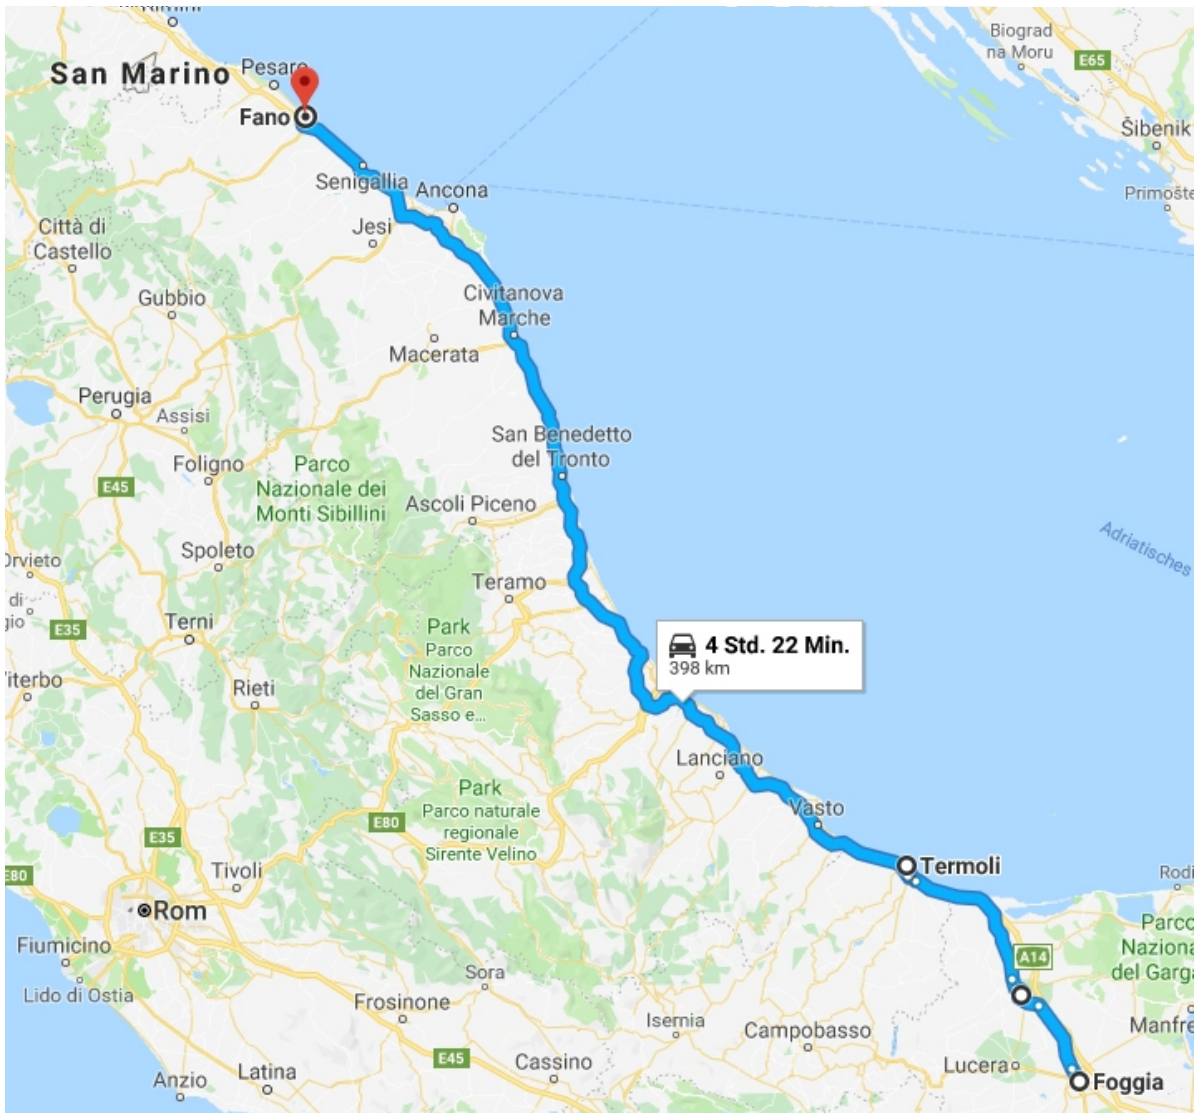 Biograd
na Moru
E65
San Marino
Pesaro
Fano
Šibenik
Senigallia
Ancona
Primošte
Città di
Castello
Jesi
Gubbio
Civitanova
Marche
Macerata
Perugia
Assisi
San Benedetto
del Tronto
Foligno
Parco
Nazionale dei
Monti Sibillini
E45
Ascoli Piceno
Adriatisches
Orvieto
Spoleto
Teramo
di
gio
E35
Terni
Park
Parco
Nazionale
del Gran
Sasso e...
4 Std. 22 Min.
398 km
iterbo
Rieti
Lanciano
Park
Parco naturale
regionale
Sirente Velino
Vasto
E80
E35
Termoli
E80
Tivoli
Rodi
Rom
Parco
Naziona
del Garga
A14
Fiumicino
Lido di Ostia
Sora
Frosinone
Isernia
Campobasso
Manfre
E45
Cassino
Lucera
Foggia
Anzio
Latina